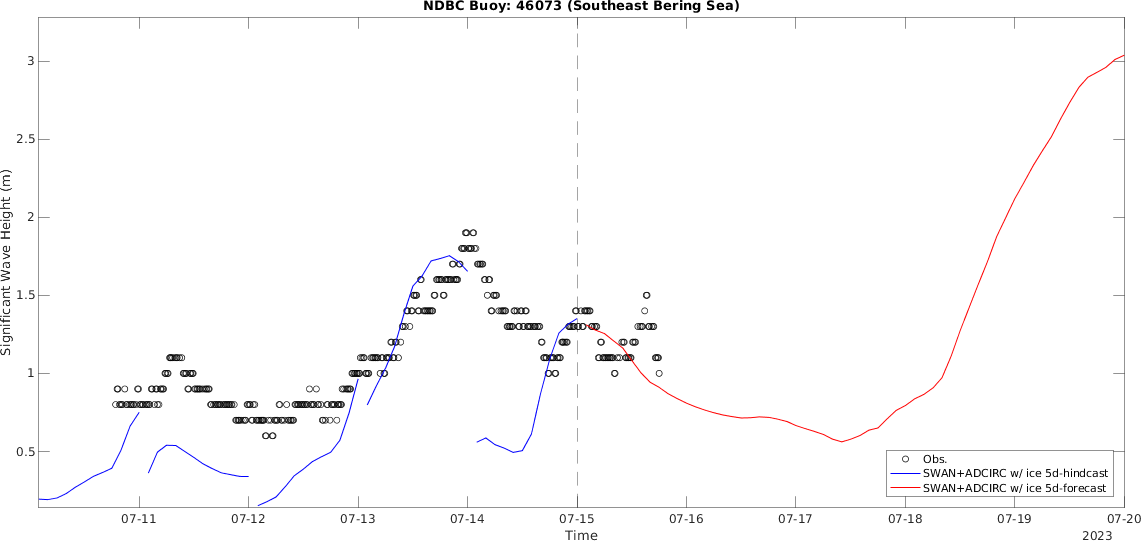 NDBC Buoy: 46073 (Southeast Bering Sea)
Significant Wave Height (m)
3
2.5
2
1.5
1
0.5
Obs.
SWAN+ADCIRC w/ ice 5d-hindcast
SWAN+ADCIRC w/ ice 5d-forecast
07-11 07-12 07-13 07-14 07-15 07-16 07-17 07-18 07-19 07-20
Time
2023